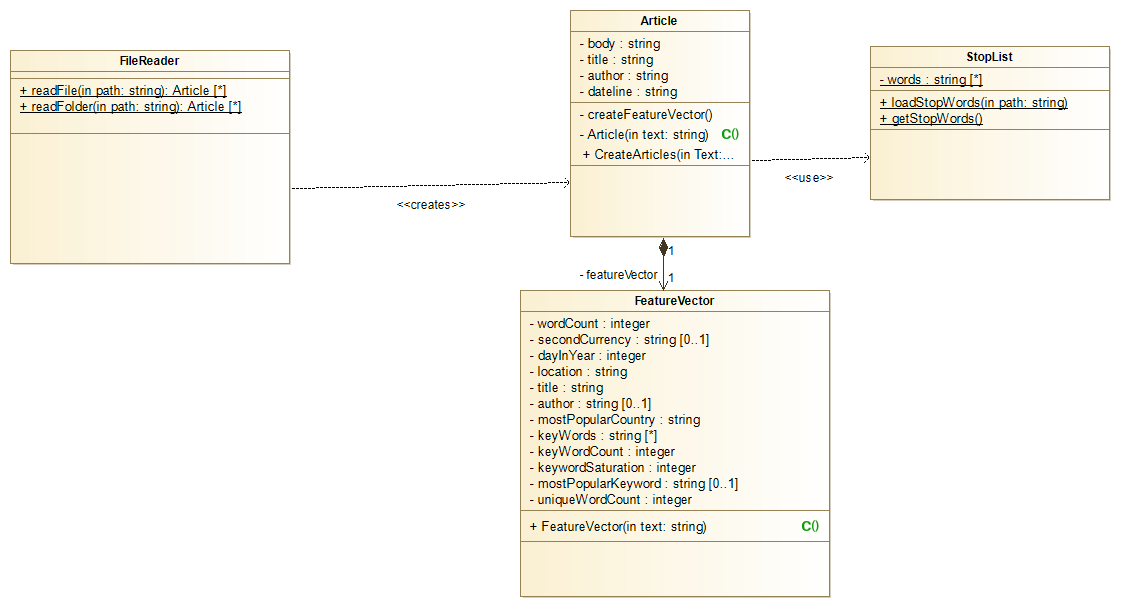 FileReader
+ readFile(in path: string): Article [*]
+ readFolder(in path: string): Article [*]
<<creates>>
Article
- body : string
- title : string
- author : string
- dateline : string
- createFeatureVector()
- Article(in text: string) C()
+ CreateArticles(in Text:...
<<use>>
StopList
- words : string [*]
+ loadStopWords(in path: string)
+ getStopWords()
1
- featureVector
1
FeatureVector
- wordCount : integer
- secondCurrency : string [0..1]
- dayInYear : integer
- location : string
- title : string
- author : string [0..1]
- mostPopularCountry : string
- keyWords : string [*]
- keyWordCount : integer
- keywordSaturation : integer
- mostPopularKeyword : string [0..1]
- uniqueWordCount : integer
+ FeatureVector(in text: string) C()